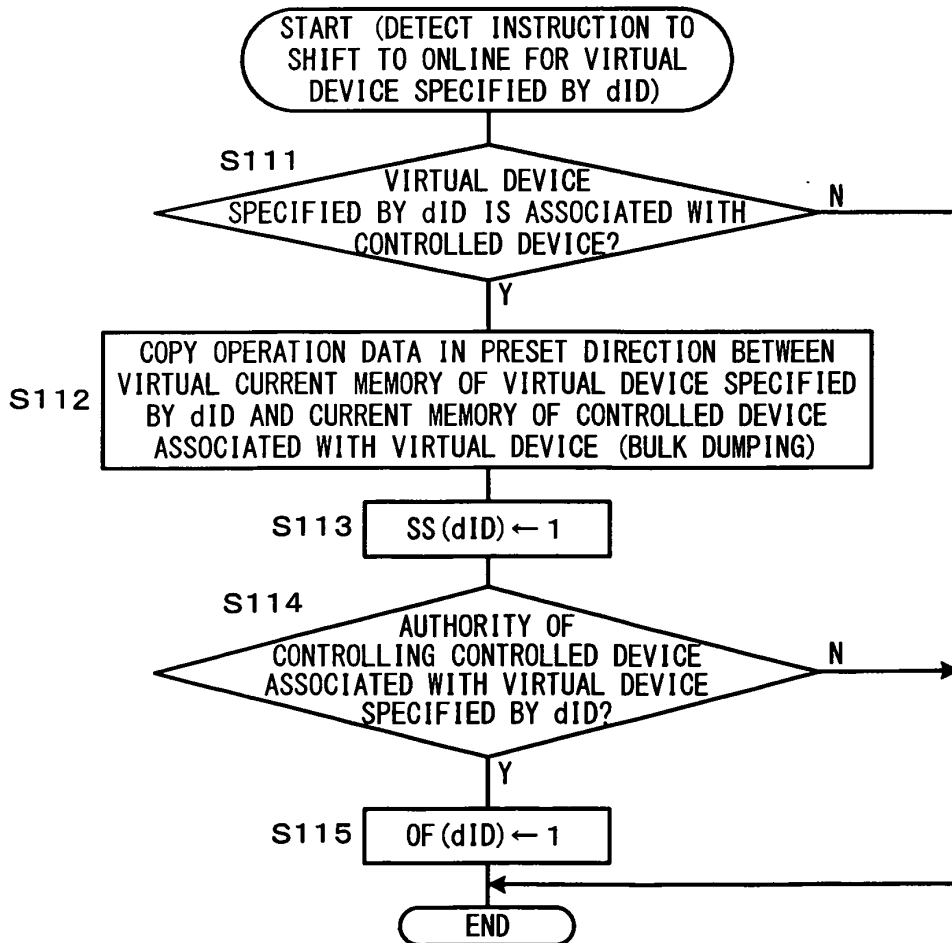 START (DETECT INSTRUCTION TO
SHIFT TO ONLINE FOR VIRTUAL
DEVICE SPECIFIED BY dID)
S111
VIRTUAL DEVICE
SPECIFIED BY dID IS ASSOCIATED WITH
CONTROLLED DEVICE?
N
Y
S112
COPY OPERATION DATA IN PRESET DIRECTION BETWEEN
VIRTUAL CURRENT MEMORY OF VIRTUAL DEVICE SPECIFIED
BY dID AND CURRENT MEMORY OF CONTROLLED DEVICE
ASSOCIATED WITH VIRTUAL DEVICE (BULK DUMPING)
S113
SS(dID) ← 1
S114
AUTHORITY OF
CONTROLLING CONTROLLED DEVICE
ASSOCIATED WITH VIRTUAL DEVICE
SPECIFIED BY dID?
N
Y
S115
OF(dID) ← 1
END